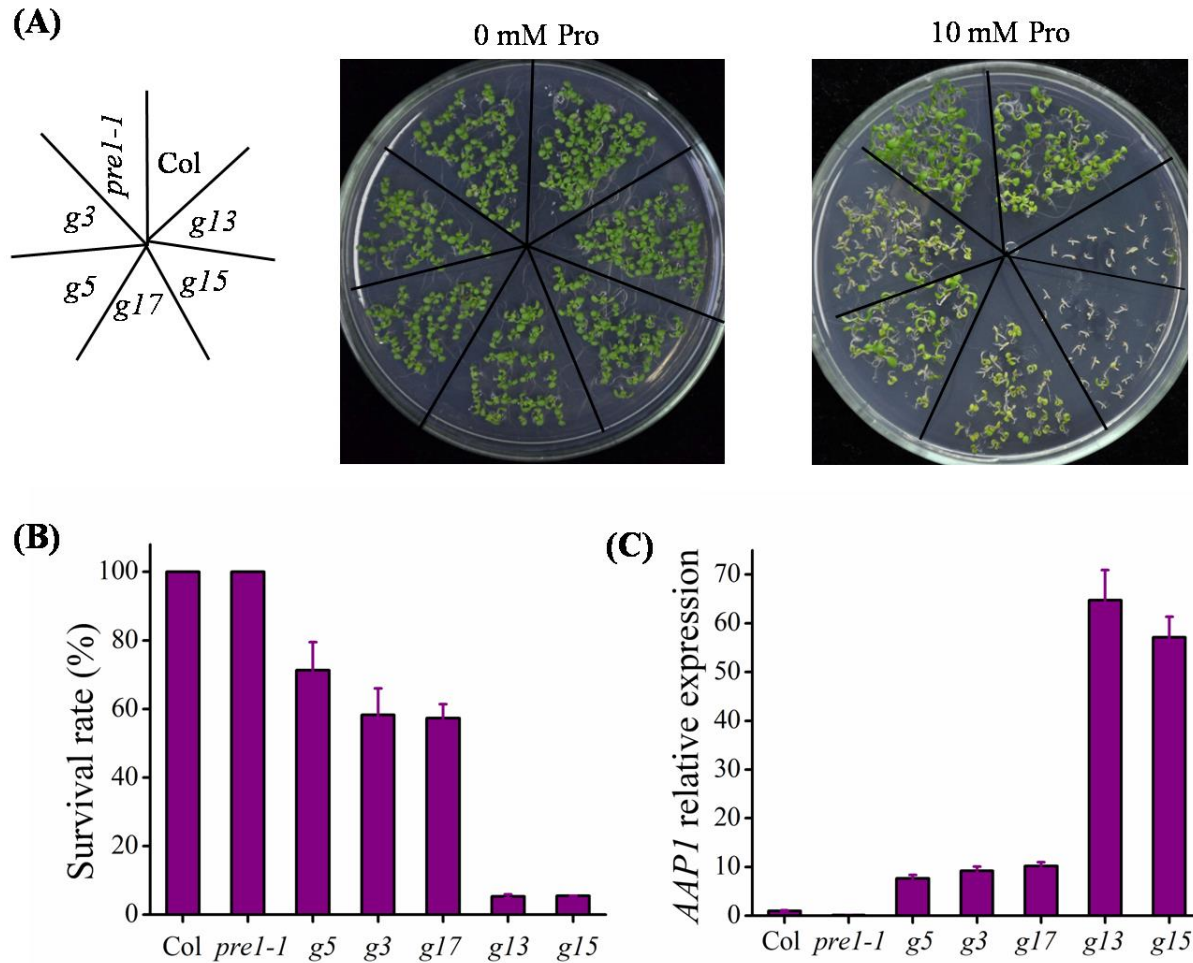 (A)
0 mM Pro
10 mM Pro
pre1-1
Col
g3
g13
g5
g15
g17
(B)
Survival rate (%)
100
80
60
40
20
0
Col pre1-1 g5 g3 g17 g13 g15
(C)
AAP1 relative expression
70
60
50
40
30
20
10
0
Col pre1-1 g5 g3 g17 g13 g15